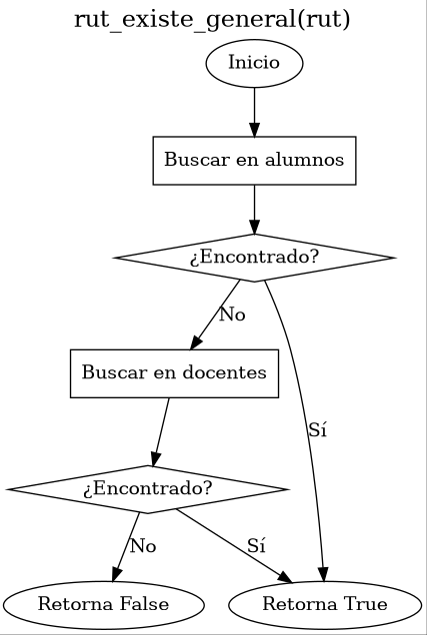 rut_existe_general(rut)
Inicio
Buscar en alumnos
¿Encontrado?
No
Buscar en docentes
Sí
¿Encontrado?
No
Sí
Retorna False
Retorna True